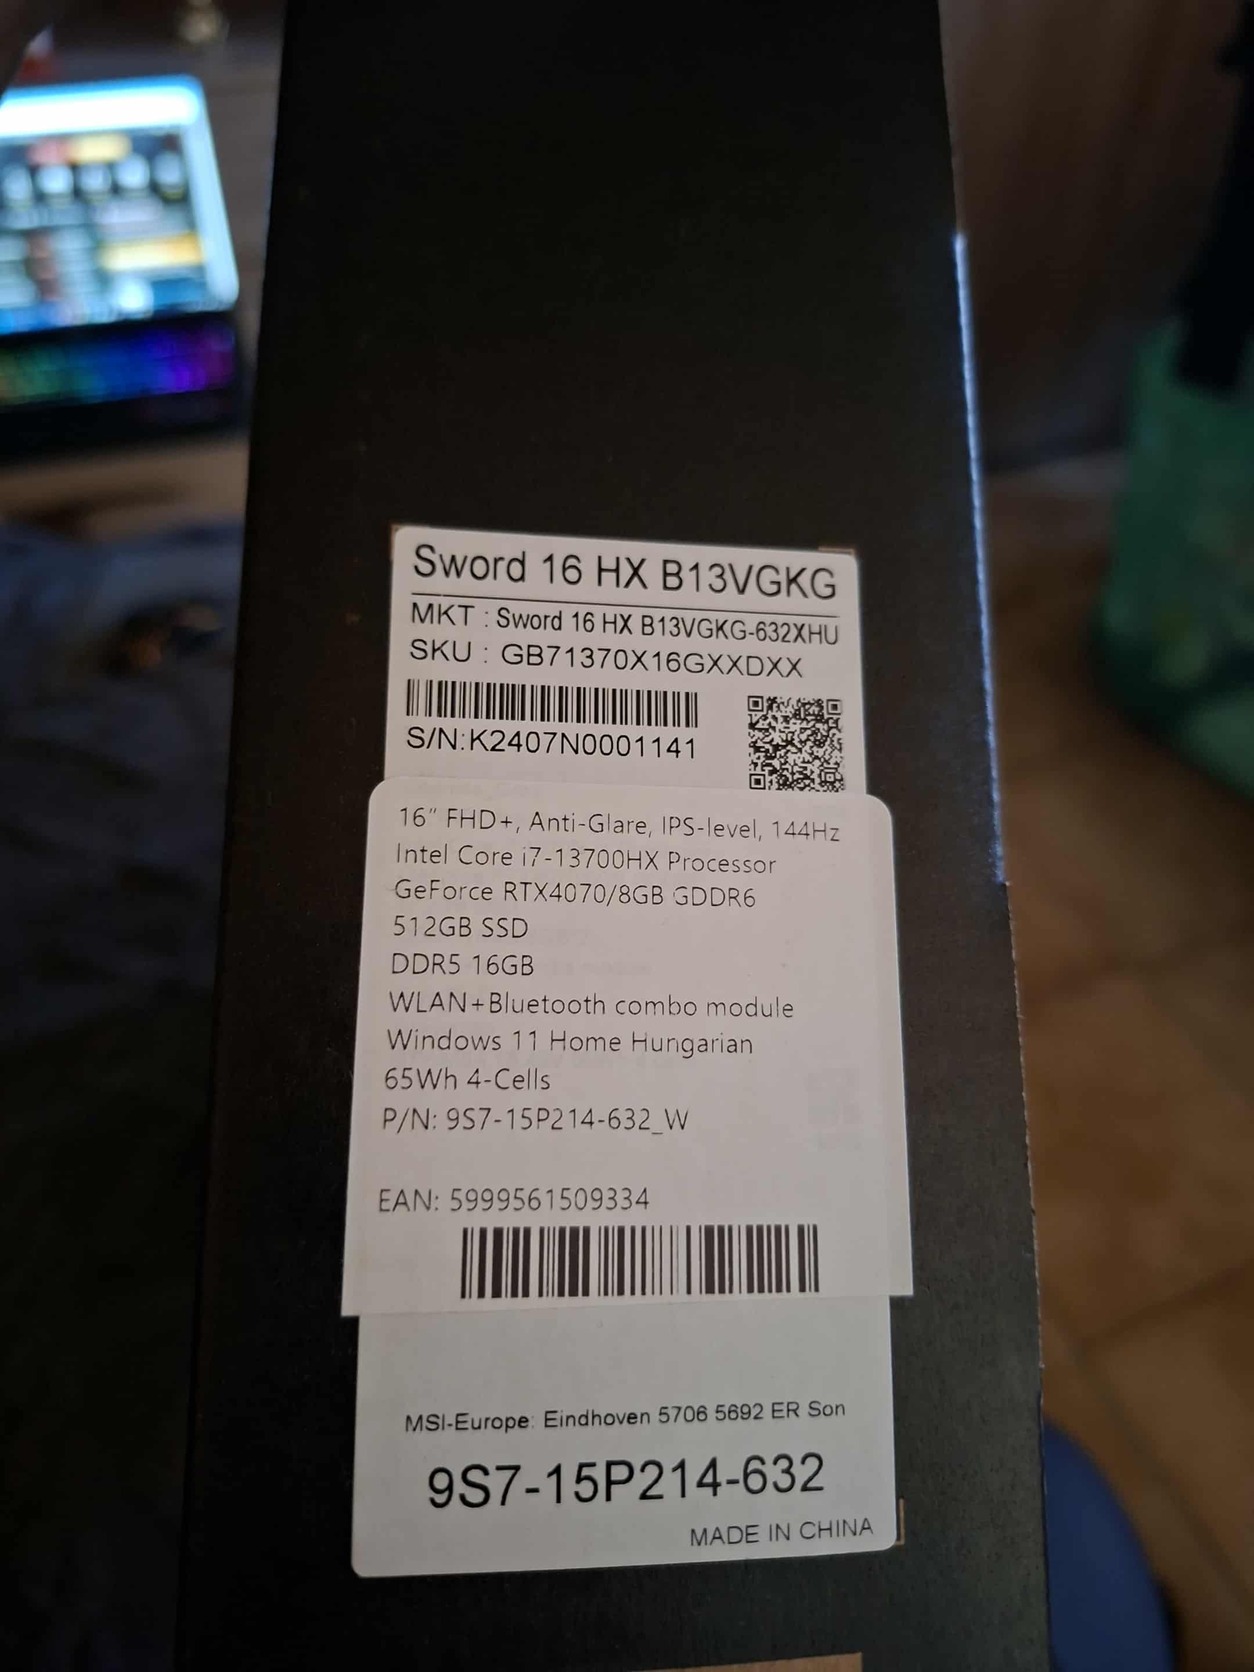 Sword 16 HX B13VGKG
MKT : Sword 16 HX B13VGKG-632XHU
SKU : GB71370X16GXXDXX
S/N:K2407N0001141
16" FHD+, Anti-Glare, IPS-level, 144Hz
Intel Core i7-13700HX Processor
GeForce RTX4070/8GB GDDR6
512GB SSD
DDR5 16GB
WLAN+Bluetooth combo module
Windows 11 Home Hungarian
65Wh 4-Cells
P/N: 9S7-15P214-632_W
EAN: 5999561509334
MSI-Europe: Eindhoven 5706 5692 ER Son
9S7-15P214-632
MADE IN CHINA